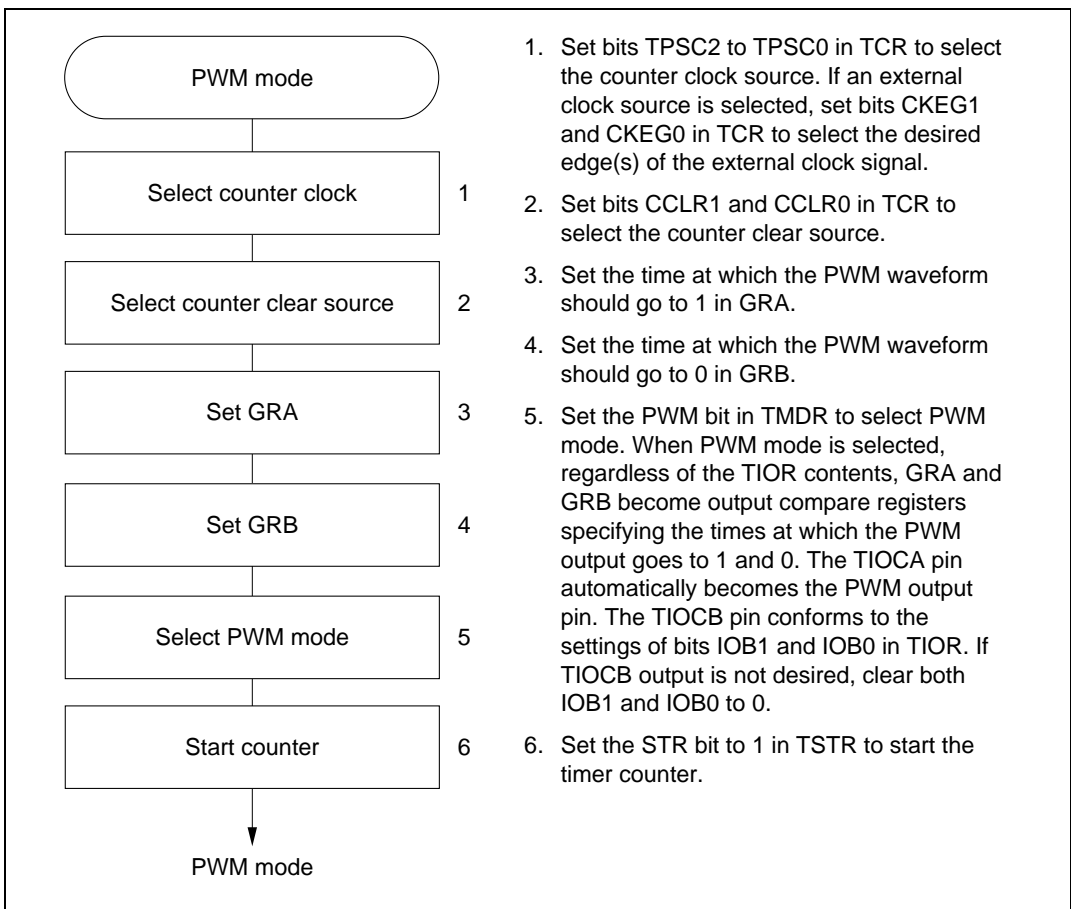 PWM mode
Select counter clock 1
Select counter clear source 2
Set GRA 3
Set GRB 4
Select PWM mode 5
Start counter 6
PWM mode
1. Set bits TPSC2 to TPSC0 in TCR to select
the counter clock source. If an external
clock source is selected, set bits CKEG1
and CKEG0 in TCR to select the desired
edge(s) of the external clock signal.
2. Set bits CCLR1 and CCLR0 in TCR to
select the counter clear source.
3. Set the time at which the PWM waveform
should go to 1 in GRA.
4. Set the time at which the PWM waveform
should go to 0 in GRB.
5. Set the PWM bit in TMDR to select PWM
mode. When PWM mode is selected,
regardless of the TIOR contents, GRA and
GRB become output compare registers
specifying the times at which the PWM
output goes to 1 and 0. The TIOCA pin
automatically becomes the PWM output
pin. The TIOCB pin conforms to the
settings of bits IOB1 and IOB0 in TIOR. If
TIOCB output is not desired, clear both
IOB1 and IOB0 to 0.
6. Set the STR bit to 1 in TSTR to start the
timer counter.